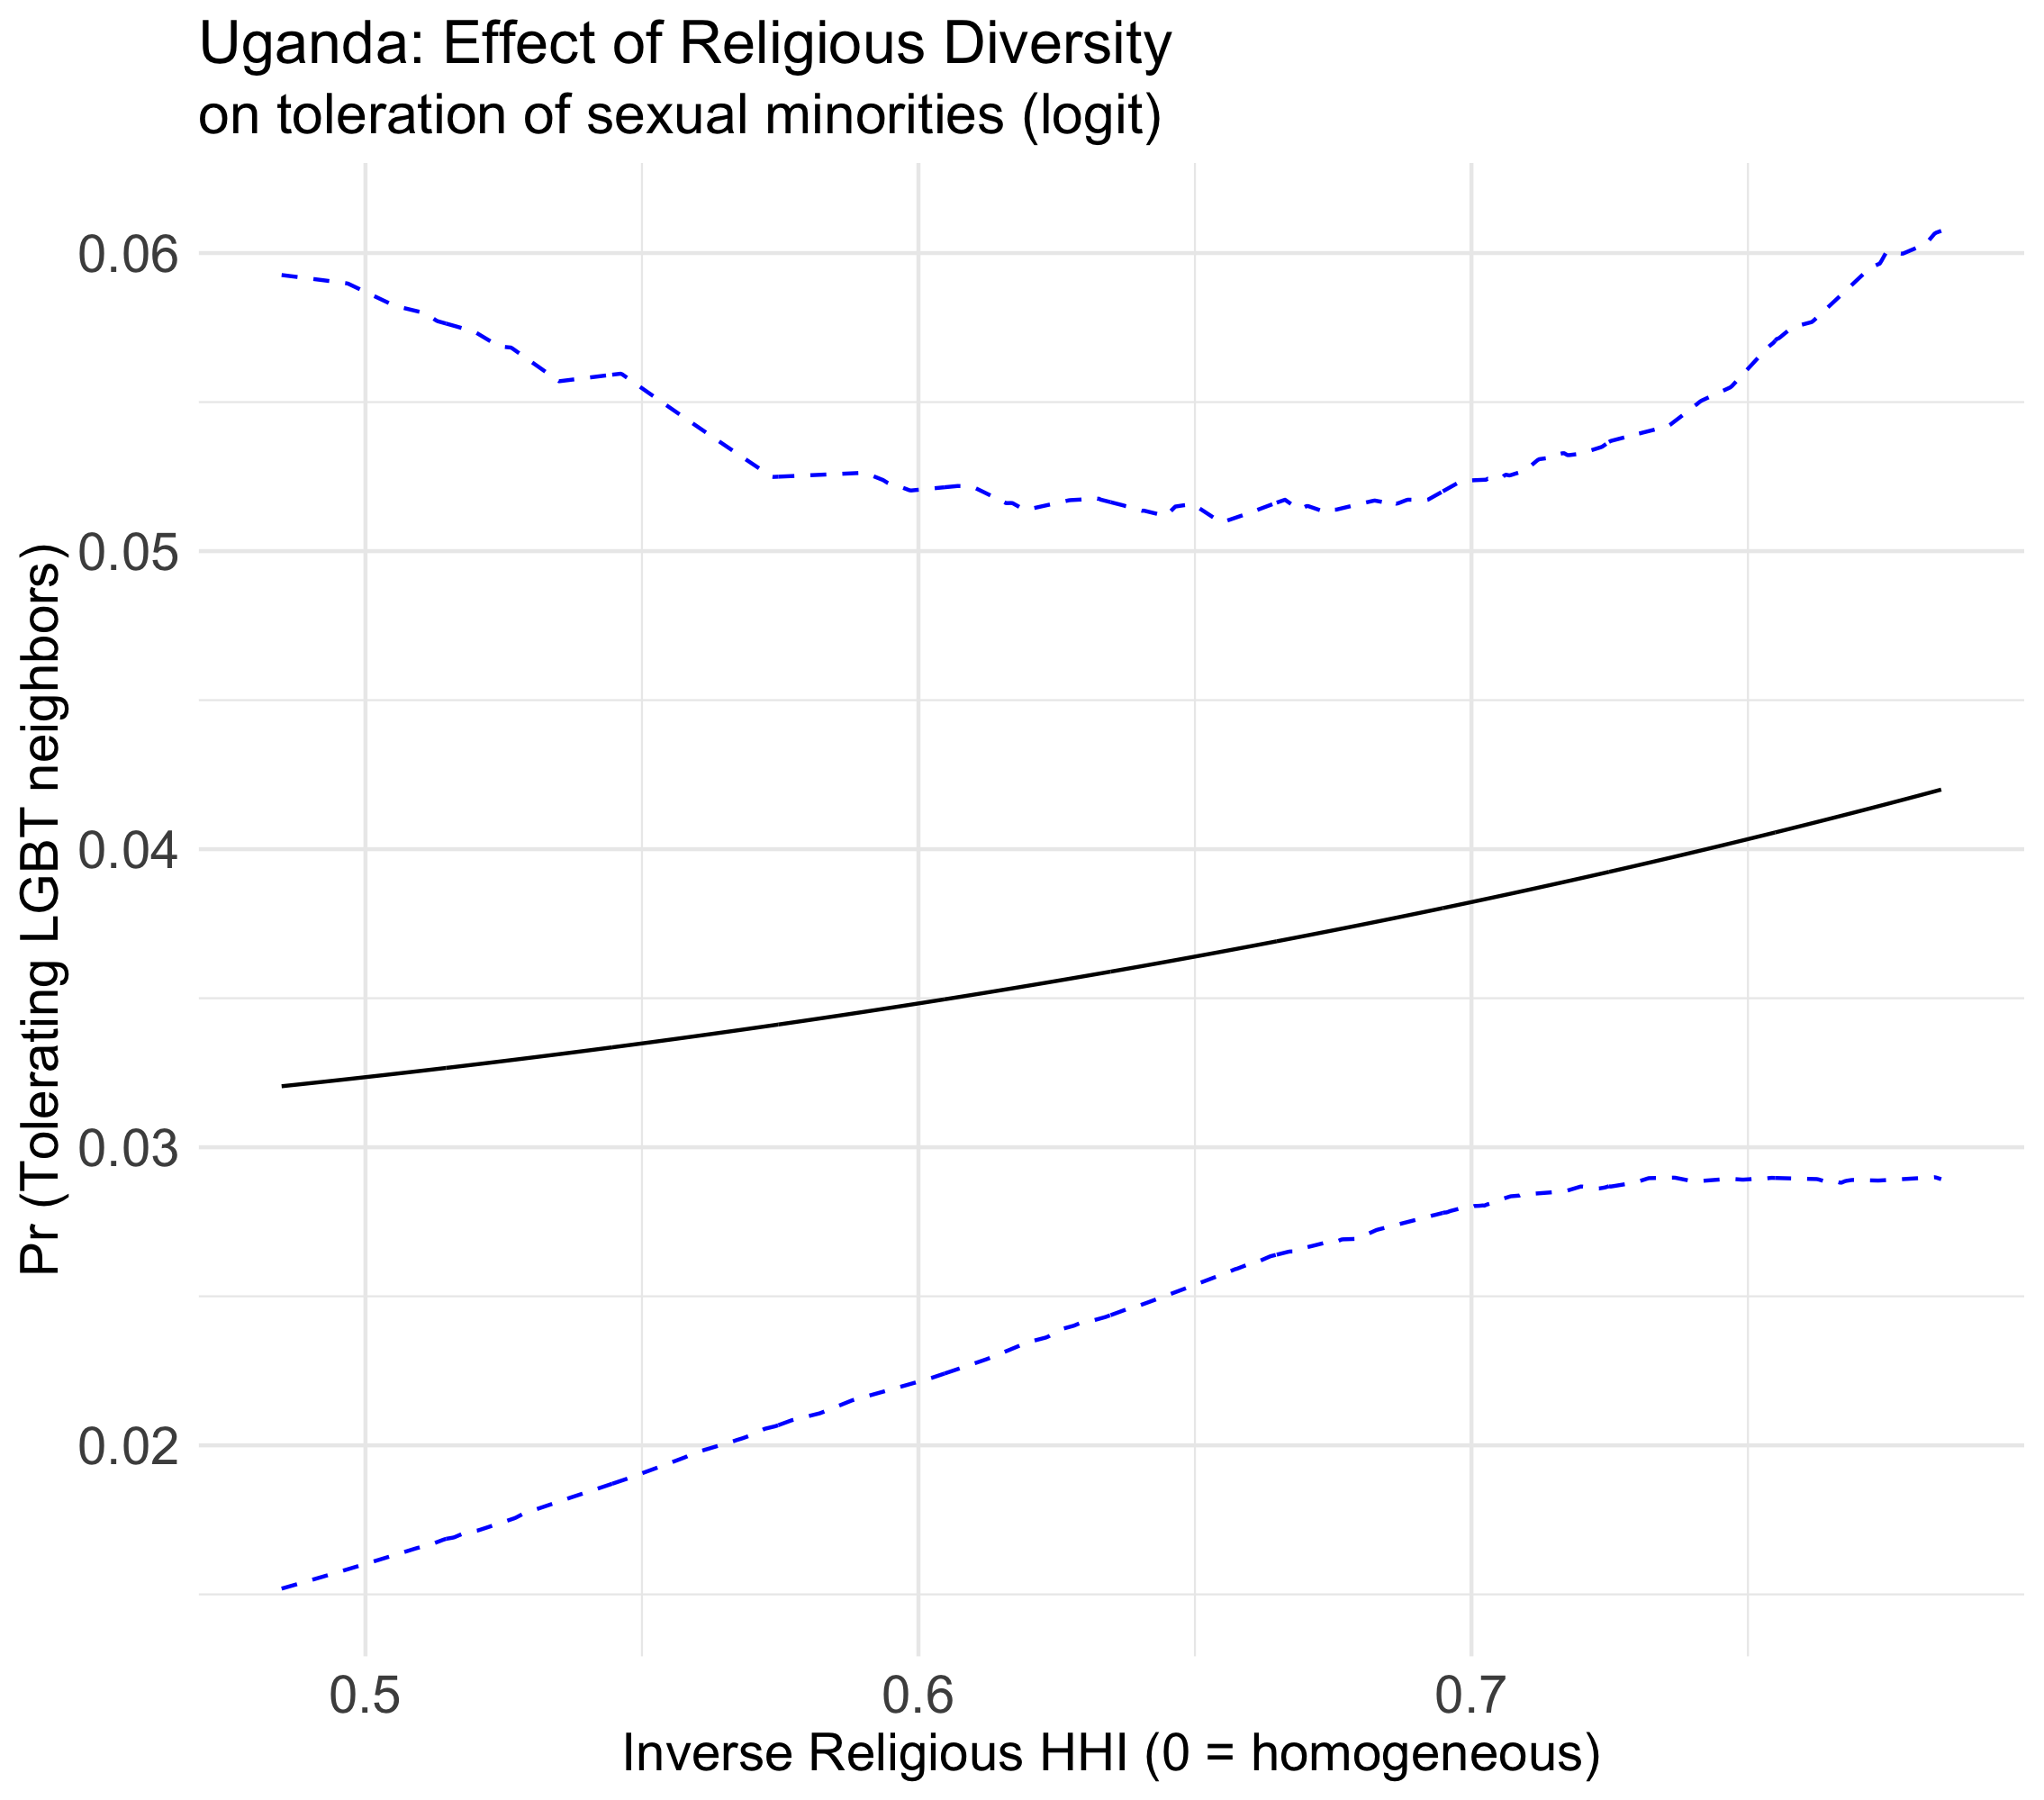 Uganda: Effect of Religious Diversity
on toleration of sexual minorities (logit)
0.06
0.05
0.04
0.03
0.02
Pr (Tolerating LGBT neighbors)
0.5
0.6
0.7
Inverse Religious HHI (0 = homogeneous)